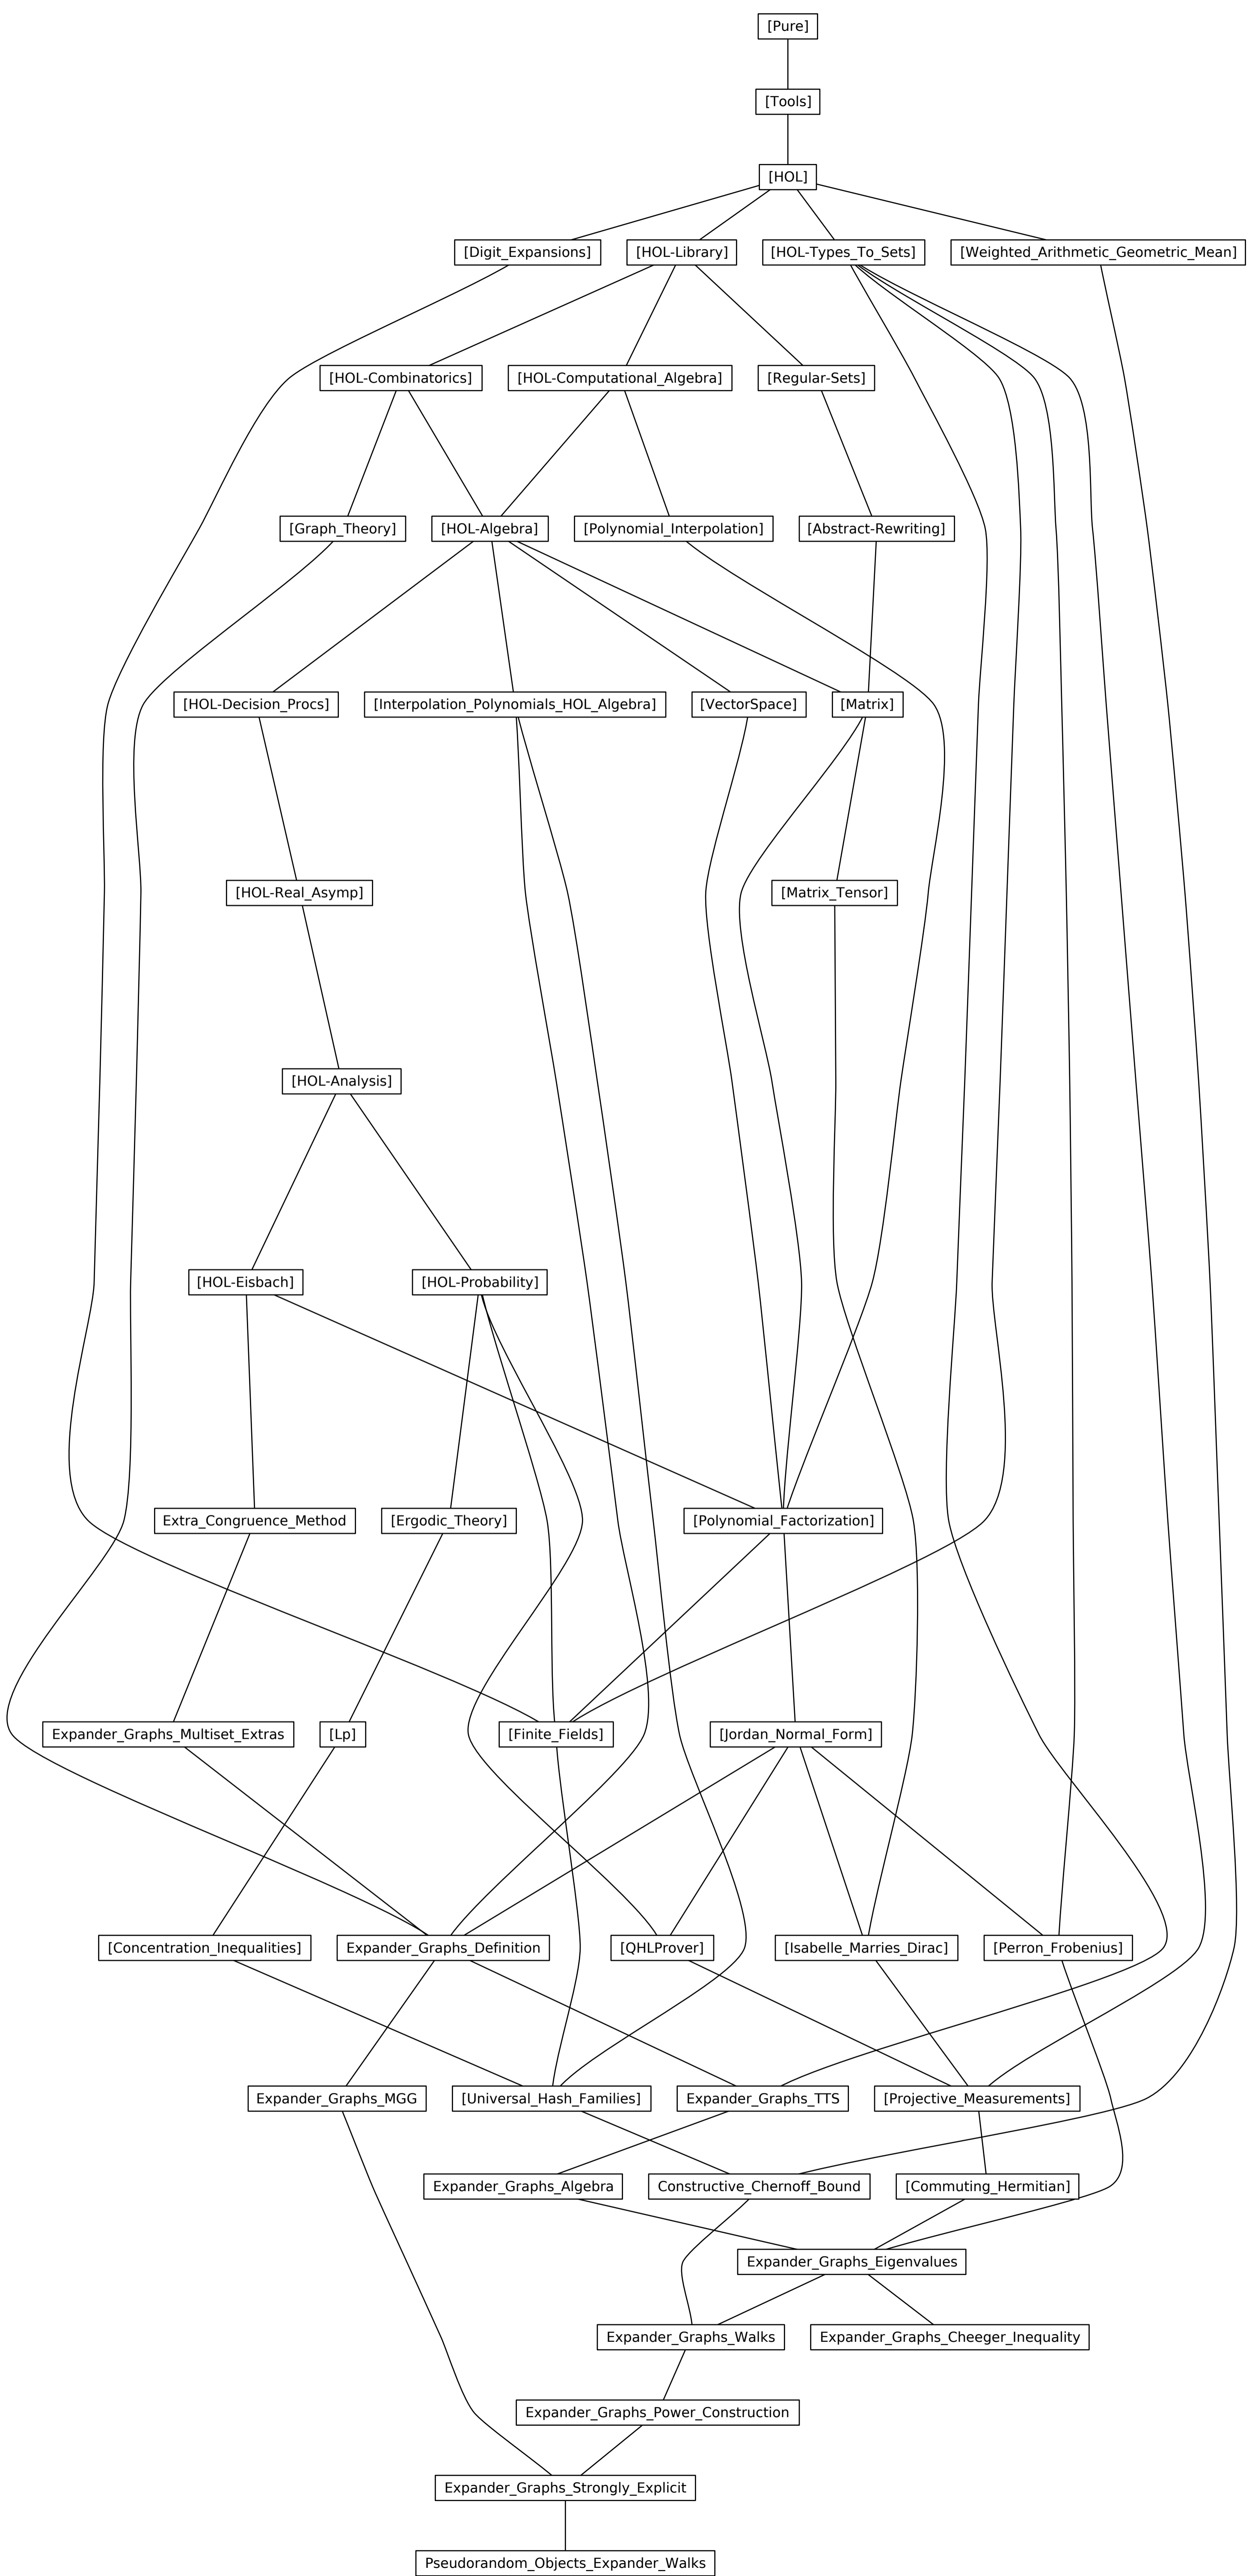 [Pure]
[Tools]
[HOL]
[Digit_Expansions]
[HOL-Library]
[HOL-Types_To_Sets]
[Weighted_Arithmetic_Geometric_Mean]
[HOL-Combinatorics]
[HOL-Computational_Algebra]
[Regular-Sets]
[Graph_Theory]
[HOL-Algebra]
[Polynomial_Interpolation]
[Abstract-Rewriting]
[HOL-Decision_Procs]
[Interpolation_Polynomials_HOL_Algebra]
[VectorSpace]
[Matrix]
[HOL-Real_Asymp]
[Matrix_Tensor]
[HOL-Analysis]
[HOL-Eisbach]
[HOL-Probability]
Extra_Congruence_Method
[Ergodic_Theory]
[Polynomial_Factorization]
Expander_Graphs_Multiset_Extras
[Lp]
[Finite_Fields]
[Jordan_Normal_Form]
[Concentration_Inequalities]
Expander_Graphs_Definition
[QHLProver]
[Isabelle_Marries_Dirac]
[Perron_Frobenius]
Expander_Graphs_MGG
[Universal_Hash_Families]
Expander_Graphs_TTS
[Projective_Measurements]
Expander_Graphs_Algebra
Constructive_Chernoff_Bound
[Commuting_Hermitian]
Expander_Graphs_Eigenvalues
Expander_Graphs_Walks
Expander_Graphs_Cheeger_Inequality
Expander_Graphs_Power_Construction
Expander_Graphs_Strongly_Explicit
Pseudorandom_Objects_Expander_Walks